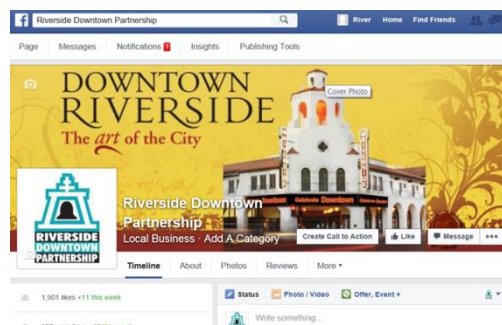 Riverside Downtown Partnership
River Home Find Friends
Page Messages Notifications 1 Insights Publishing Tools
DOWNTOWN
RIVERSIDE
The art of the City
Cover Photo
RIVERSIDE
DOWNTOWN
PARTNERSHIP
Riverside Downtown
Partnership
Local Business · Add A Category
Create Call to Action Like Message
Timeline About Photos Reviews More
1,901 likes +11 this week
Status Photo / Video Offer, Event +
Write something...